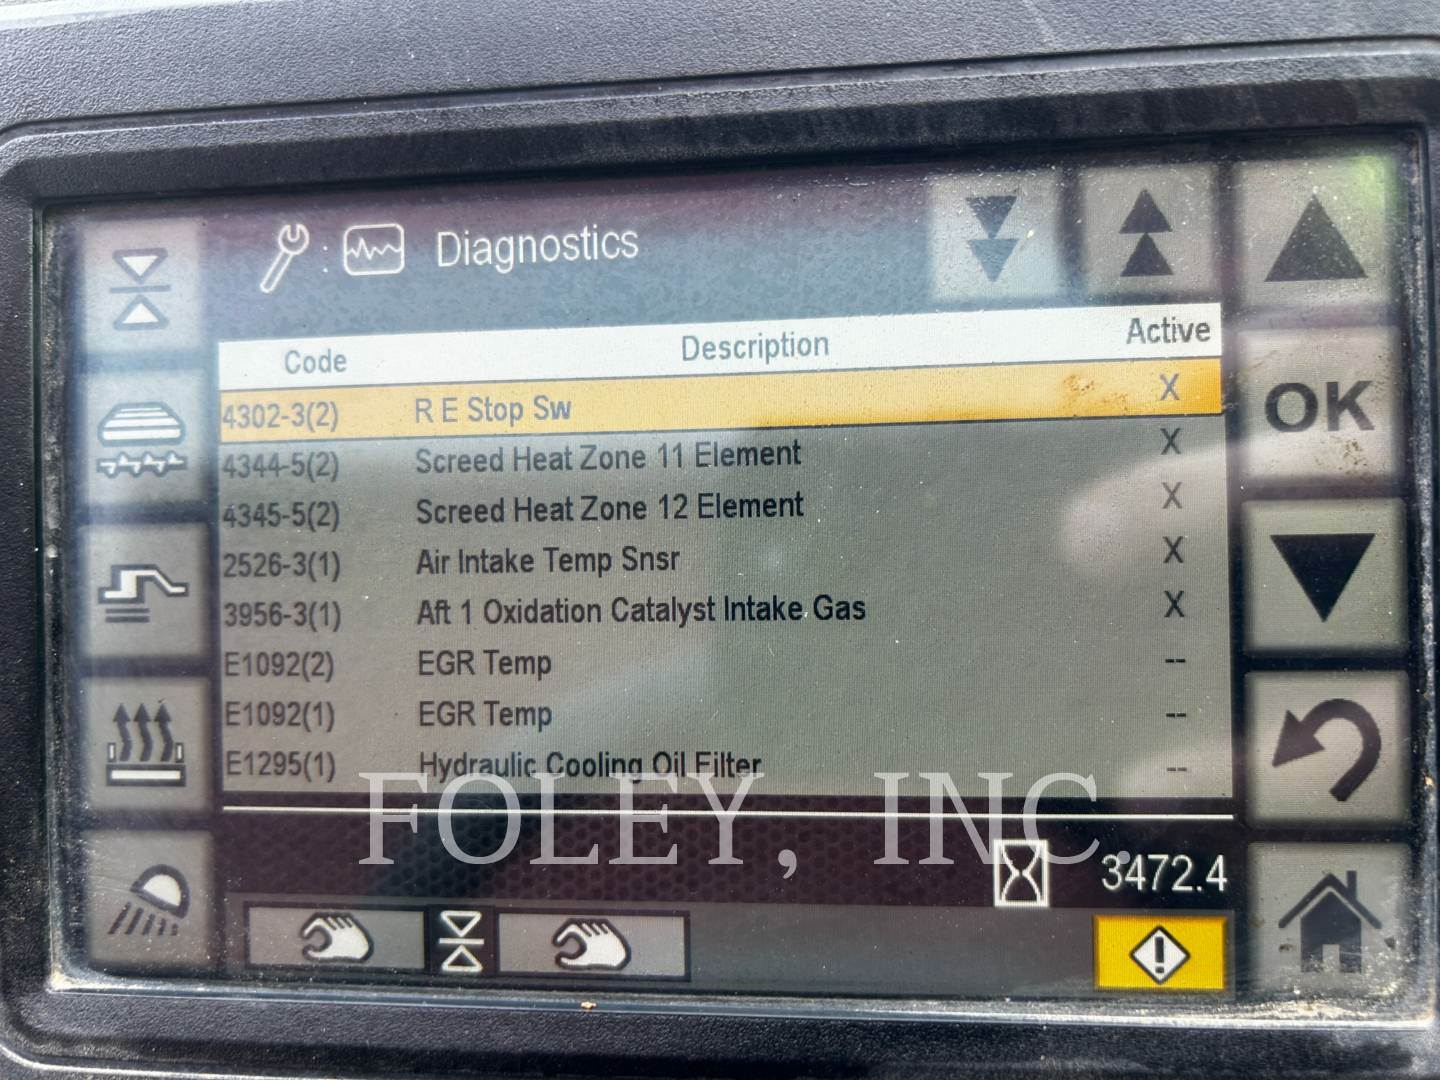 Diagnostics
Code Description Active
4302-3(2) R E Stop Sw X
4344-5(2) Screed Heat Zone 11 Element X
4345-5(2) Screed Heat Zone 12 Element X
2526-3(1) Air Intake Temp Snsr X
3956-3(1) Aft 1 Oxidation Catalyst Intake Gas X
E1092(2) EGR Temp --
E1092(1) EGR Temp --
E1295(1) Hydraulic Cooling Oil Filter --
FOLEY, INC.
3472.4
OK